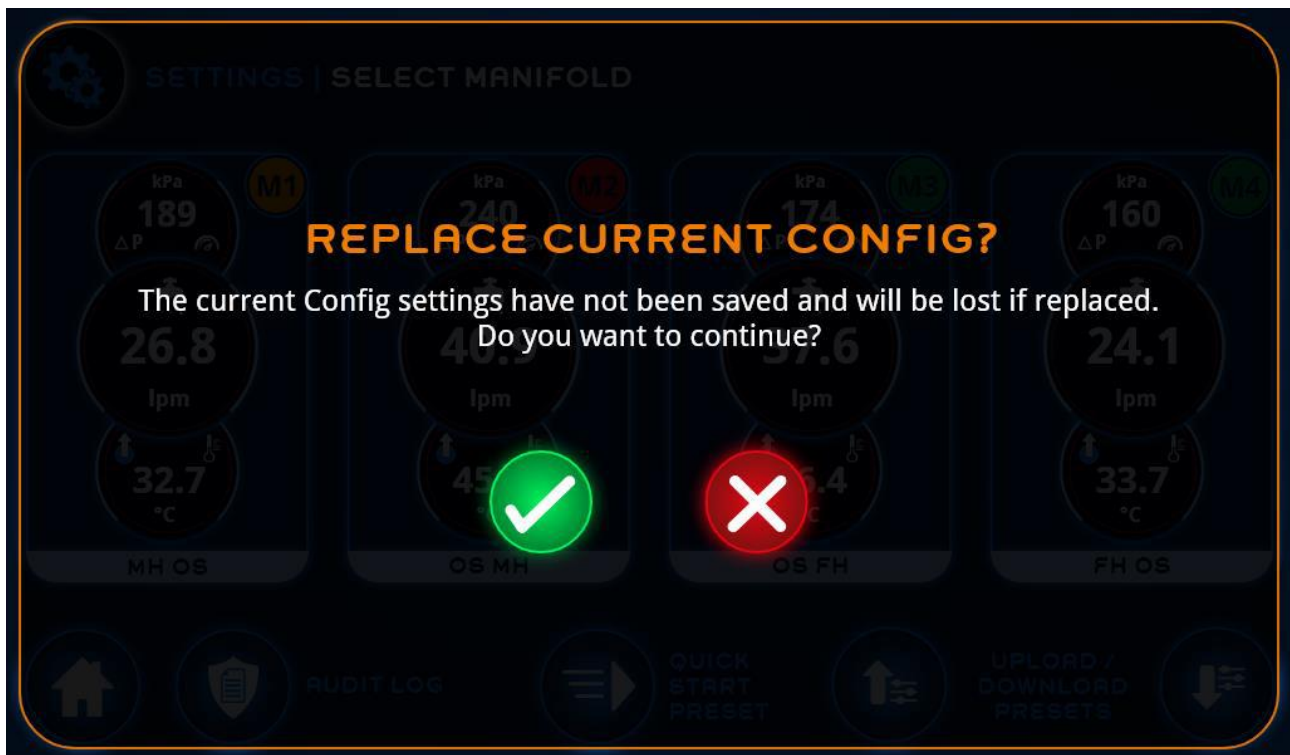 SETTINGS | SELECT MANIFOLD
kPa
189
ΔP
M1
kPa
240
M2
kPa
174
ΔP
M3
kPa
160
ΔP
M4
REPLACE CURRENT CONFIG?
The current Config settings have not been saved and will be lost if replaced.
Do you want to continue?
26.8
lpm
lpm
lpm
24.1
lpm
32.7
°C
33.7
°C
MH OS
OS MH
OS FH
FH OS
AUDIT LOG
QUICK
START
PRESET
UPLOAD /
DOWNLOAD
PRESETS